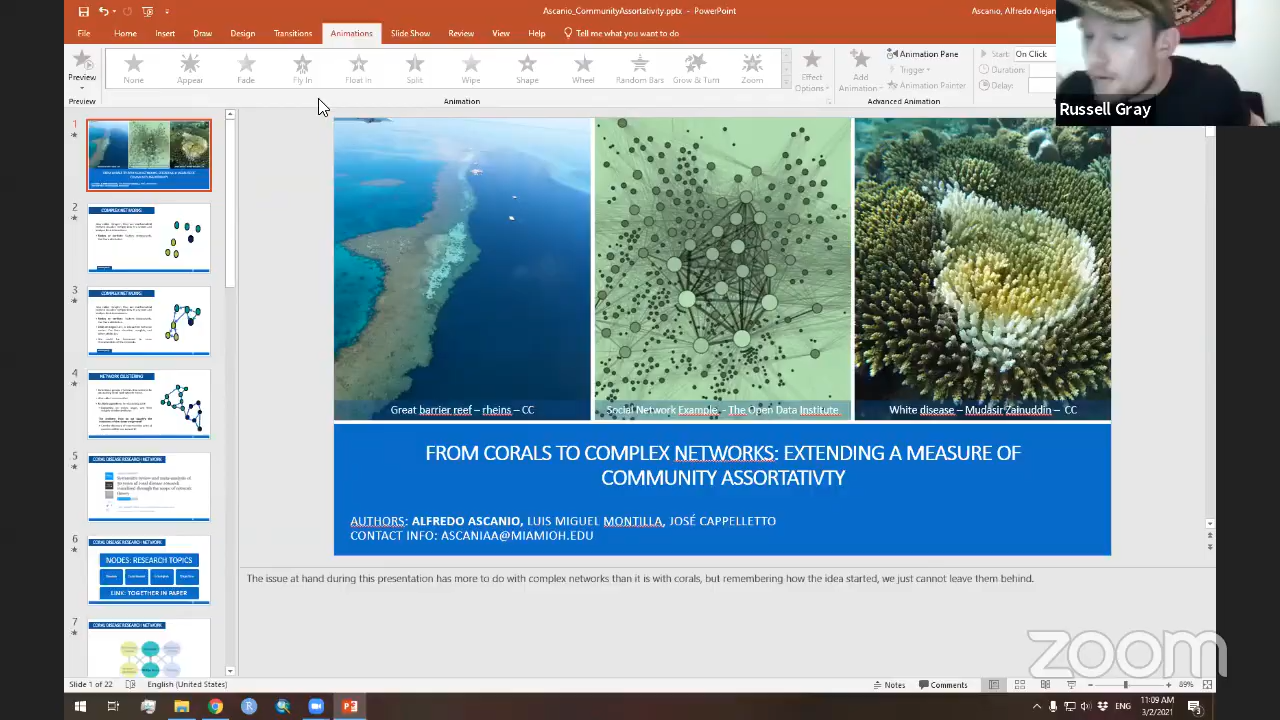 Ascanio_CommunityAssortativity.pptx - PowerPoint
Ascanio, Alfredo Alejan
File Home Insert Draw Design Transitions Animations Slide Show Review View Help Tell me what you want to do
Preview
None Appear Fade Fly In Float In Split Wipe Shape Wheel Random Bars Grow & Turn Zoom
Effect Options
Add Animation
Animation Pane
Trigger
Animation Painter
Start: On Click
Duration:
Delay:
Preview Animation Advanced Animation
Russell Gray
1
2
COMPLEX NETWORKS
3
COMPLEX NETWORKS
4
NETWORK CLUSTERING
5
CORAL DISEASE RESEARCH NETWORK
6
CORAL DISEASE RESEARCH NETWORK
NODES: RESEARCH TOPICS
LINK: TOGETHER IN PAPER
7
CORAL DISEASE RESEARCH NETWORK
Great barrier reef – rheins – CC
Social Network Example - The Open Data Institute
White disease – Mudasir Zainuddin – CC
FROM CORALS TO COMPLEX NETWORKS: EXTENDING A MEASURE OF
COMMUNITY ASSORTATIVTY
AUTHORS: ALFREDO ASCANIO, LUIS MIGUEL MONTILLA, JOSÉ CAPPELLETTO
CONTACT INFO: ASCANIAA@MIAMIOH.EDU
The issue at hand during this presentation has more to do with complex networks than it is with corals, but remembering how the idea started, we just cannot leave them behind.
zoom
Slide 1 of 22 English (United States) Notes Comments 89%
ENG
11:09 AM
3/2/2021